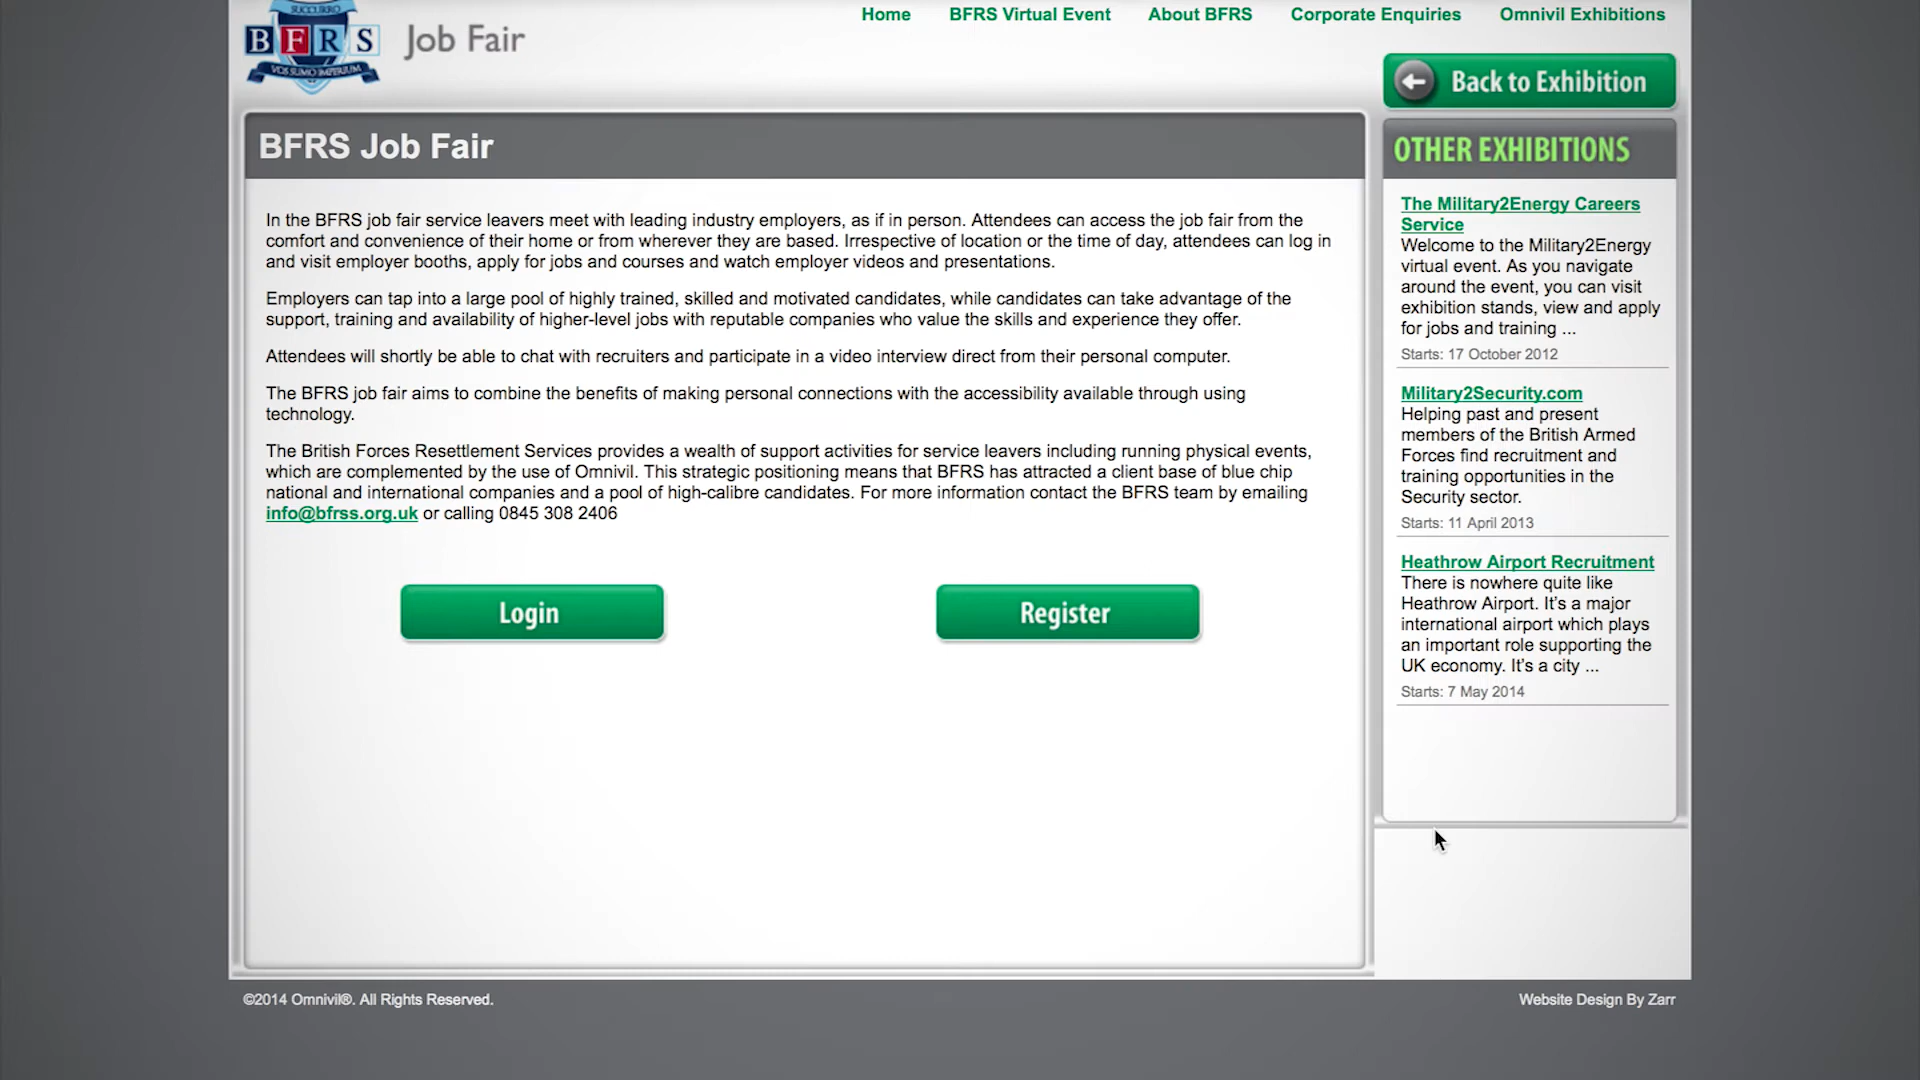 SUCCURRO
BFRS
VOS SUMO IMPERIUM
Job Fair
Home
BFRS Virtual Event
About BFRS
Corporate Enquiries
Omnivil Exhibitions
Back to Exhibition
BFRS Job Fair
In the BFRS job fair service leavers meet with leading industry employers, as if in person. Attendees can access the job fair from the
comfort and convenience of their home or from wherever they are based. Irrespective of location or the time of day, attendees can log in
and visit employer booths, apply for jobs and courses and watch employer videos and presentations.
Employers can tap into a large pool of highly trained, skilled and motivated candidates, while candidates can take advantage of the
support, training and availability of higher-level jobs with reputable companies who value the skills and experience they offer.
Attendees will shortly be able to chat with recruiters and participate in a video interview direct from their personal computer.
The BFRS job fair aims to combine the benefits of making personal connections with the accessibility available through using
technology.
The British Forces Resettlement Services provides a wealth of support activities for service leavers including running physical events,
which are complemented by the use of Omnivil. This strategic positioning means that BFRS has attracted a client base of blue chip
national and international companies and a pool of high-calibre candidates. For more information contact the BFRS team by emailing
info@bfrss.org.uk or calling 0845 308 2406
Login
Register
OTHER EXHIBITIONS
The Military2Energy Careers
Service
Welcome to the Military2Energy
virtual event. As you navigate
around the event, you can visit
exhibition stands, view and apply
for jobs and training ...
Starts: 17 October 2012
Military2Security.com
Helping past and present
members of the British Armed
Forces find recruitment and
training opportunities in the
Security sector.
Starts: 11 April 2013
Heathrow Airport Recruitment
There is nowhere quite like
Heathrow Airport. It's a major
international airport which plays
an important role supporting the
UK economy. It's a city ...
Starts: 7 May 2014
©2014 Omnivil®. All Rights Reserved.
Website Design By Zarr